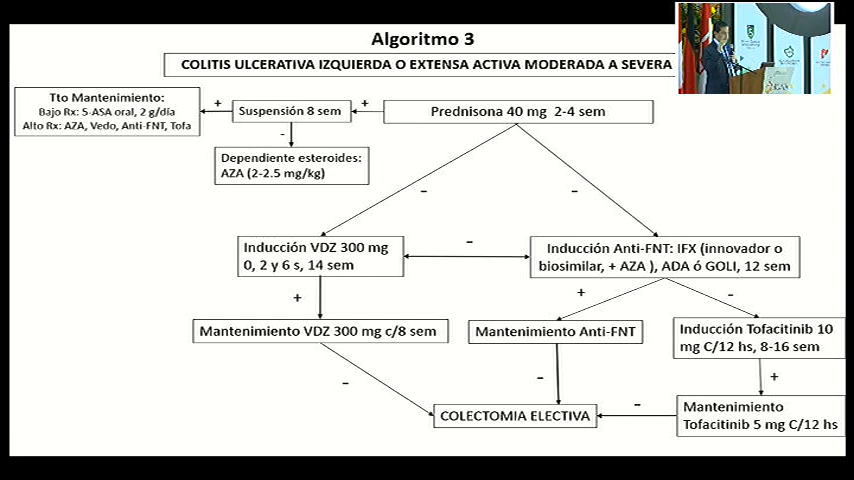 Algoritmo 3
COLITIS ULCERATIVA IZQUIERDA O EXTENSA ACTIVA MODERADA A SEVERA
Tto Mantenimiento:
Bajo Rx: 5-ASA oral, 2 g/día
Alto Rx: AZA, Vedo, Anti-FNT, Tofa
+
Suspensión 8 sem
+
Prednisona 40 mg 2-4 sem
-
Dependiente esteroides:
AZA (2-2.5 mg/kg)
-
-
Inducción VDZ 300 mg
0, 2 y 6 s, 14 sem
-
Inducción Anti-FNT: IFX (innovador o
biosimilar, + AZA ), ADA ó GOLI, 12 sem
+
+
-
Mantenimiento VDZ 300 mg c/8 sem
Mantenimiento Anti-FNT
Inducción Tofacitinib 10
mg C/12 hs, 8-16 sem
-
-
+
COLECTOMIA ELECTIVA
-
Mantenimiento
Tofacitinib 5 mg C/12 hs